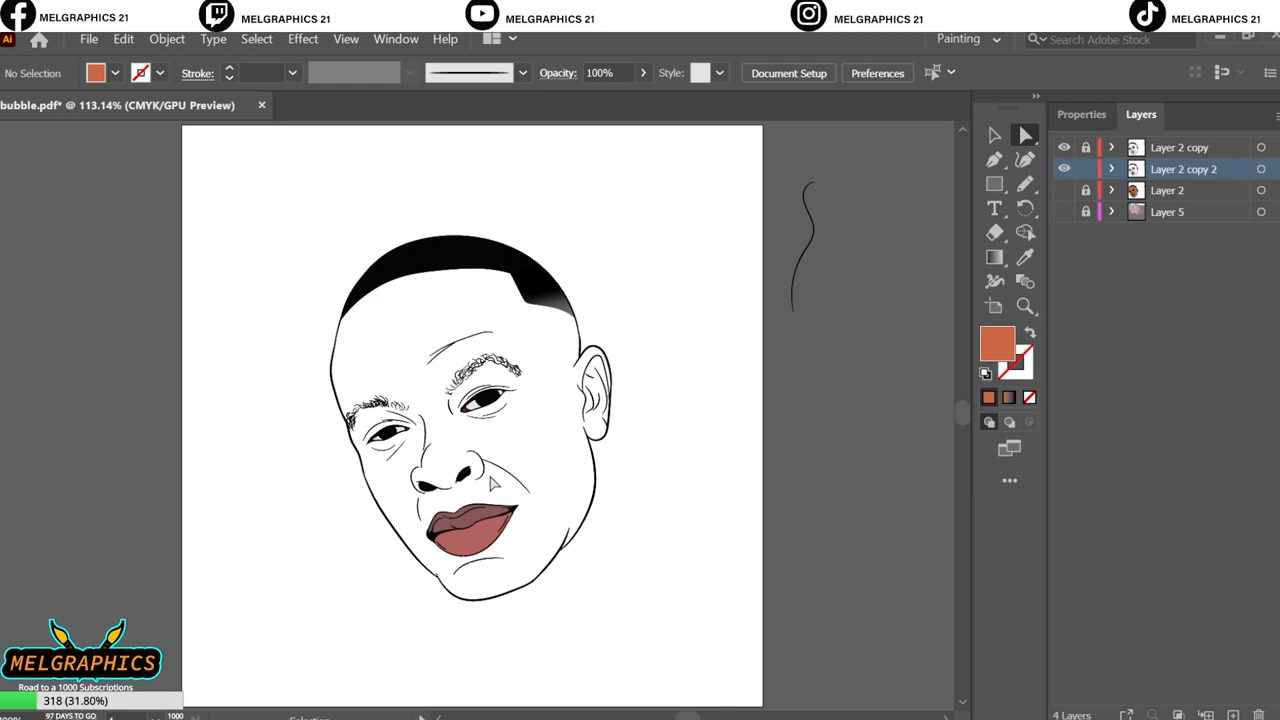 MELGRAPHICS 21
MELGRAPHICS 21
MELGRAPHICS 21
MELGRAPHICS 21
MELGRAPHICS 21
Ai File Edit Object Type Select Effect View Window Help Painting Search Adobe Stock
No Selection Stroke: Opacity: 100% Style: Document Setup Preferences
bubble.pdf* @ 113.14% (CMYK/GPU Preview)
Properties Layers
Layer 2 copy
Layer 2 copy 2
Layer 2
Layer 5
MELGRAPHICS
Road to a 1000 Subscriptions
318 (31.80%)
97 DAYS TO GO 1000
4 Layers